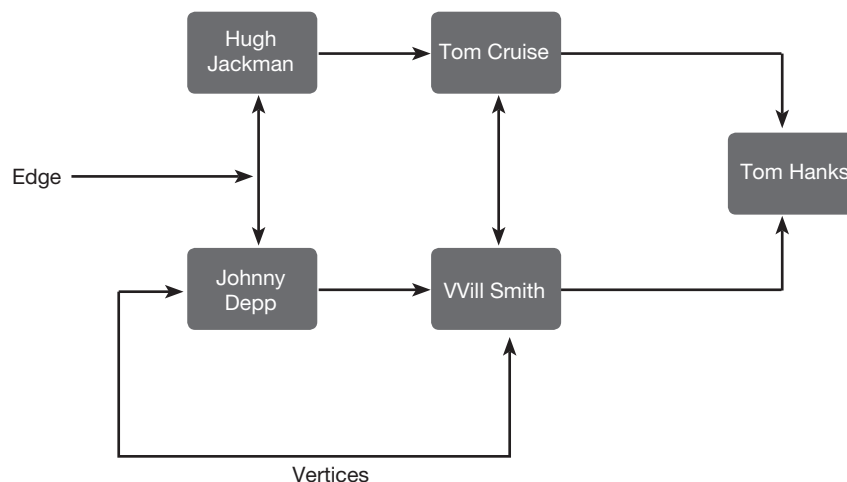 Hugh
Jackman
Tom Cruise
Edge
Tom Hanks
Johnny
Depp
VVill Smith
Vertices